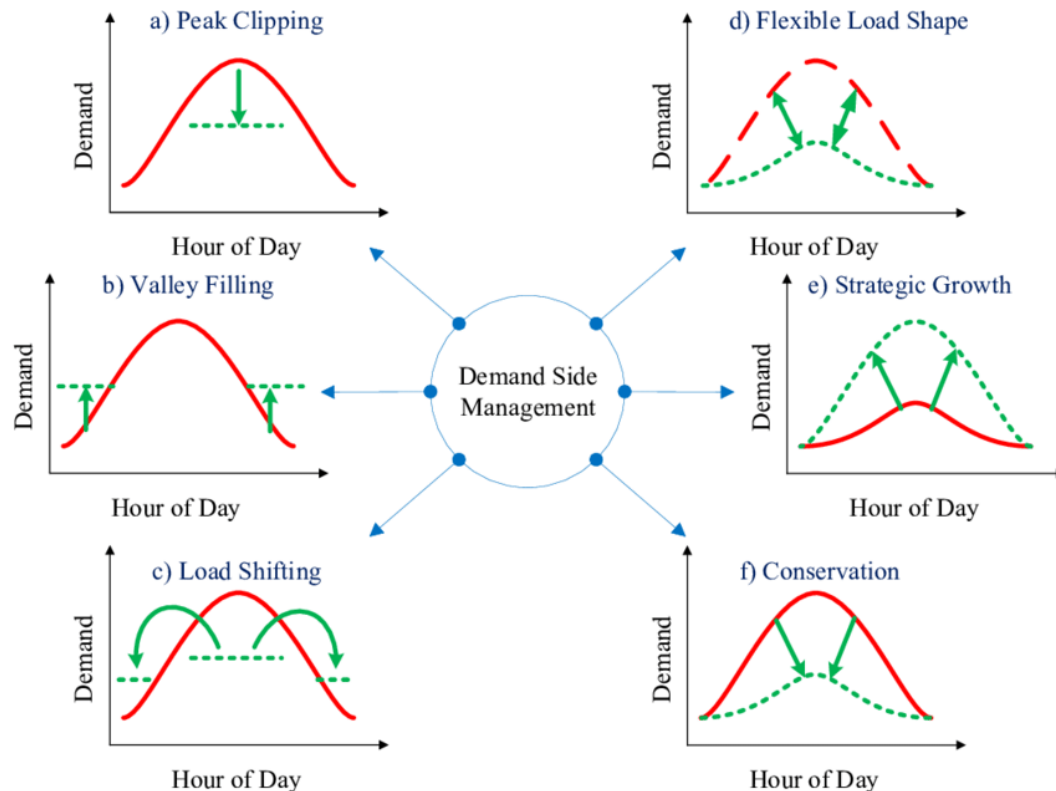 a) Peak Clipping
Demand
Hour of Day
b) Valley Filling
Demand
Hour of Day
c) Load Shifting
Demand
Hour of Day
Demand Side
Management
d) Flexible Load Shape
Demand
Hour of Day
e) Strategic Growth
Demand
Hour of Day
f) Conservation
Demand
Hour of Day